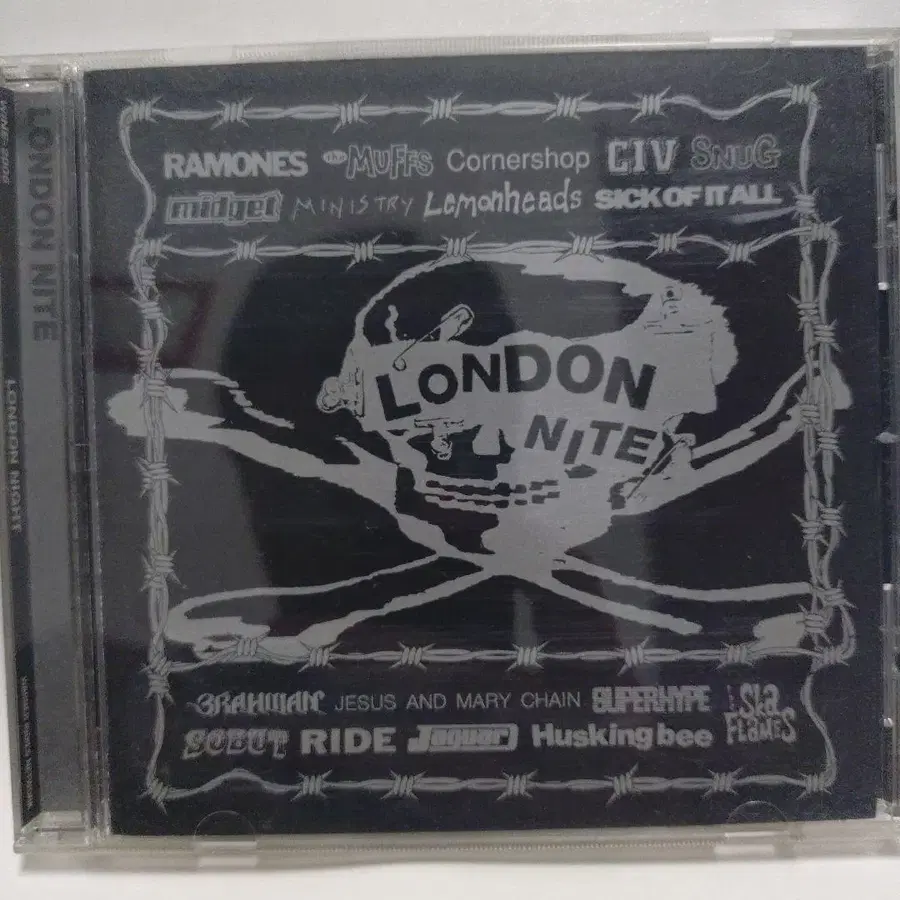 LONDON NITE
LONDON NIGHT
RAMONES the MUFFS Cornershop CIV SNUG
midget MINISTRY Lemonheads SICK OF IT ALL
LONDON
NITE
BRAHMAN JESUS AND MARY CHAIN SUPERHYPE Ska
SCBUT RIDE Jaguar Husking bee FLAMES